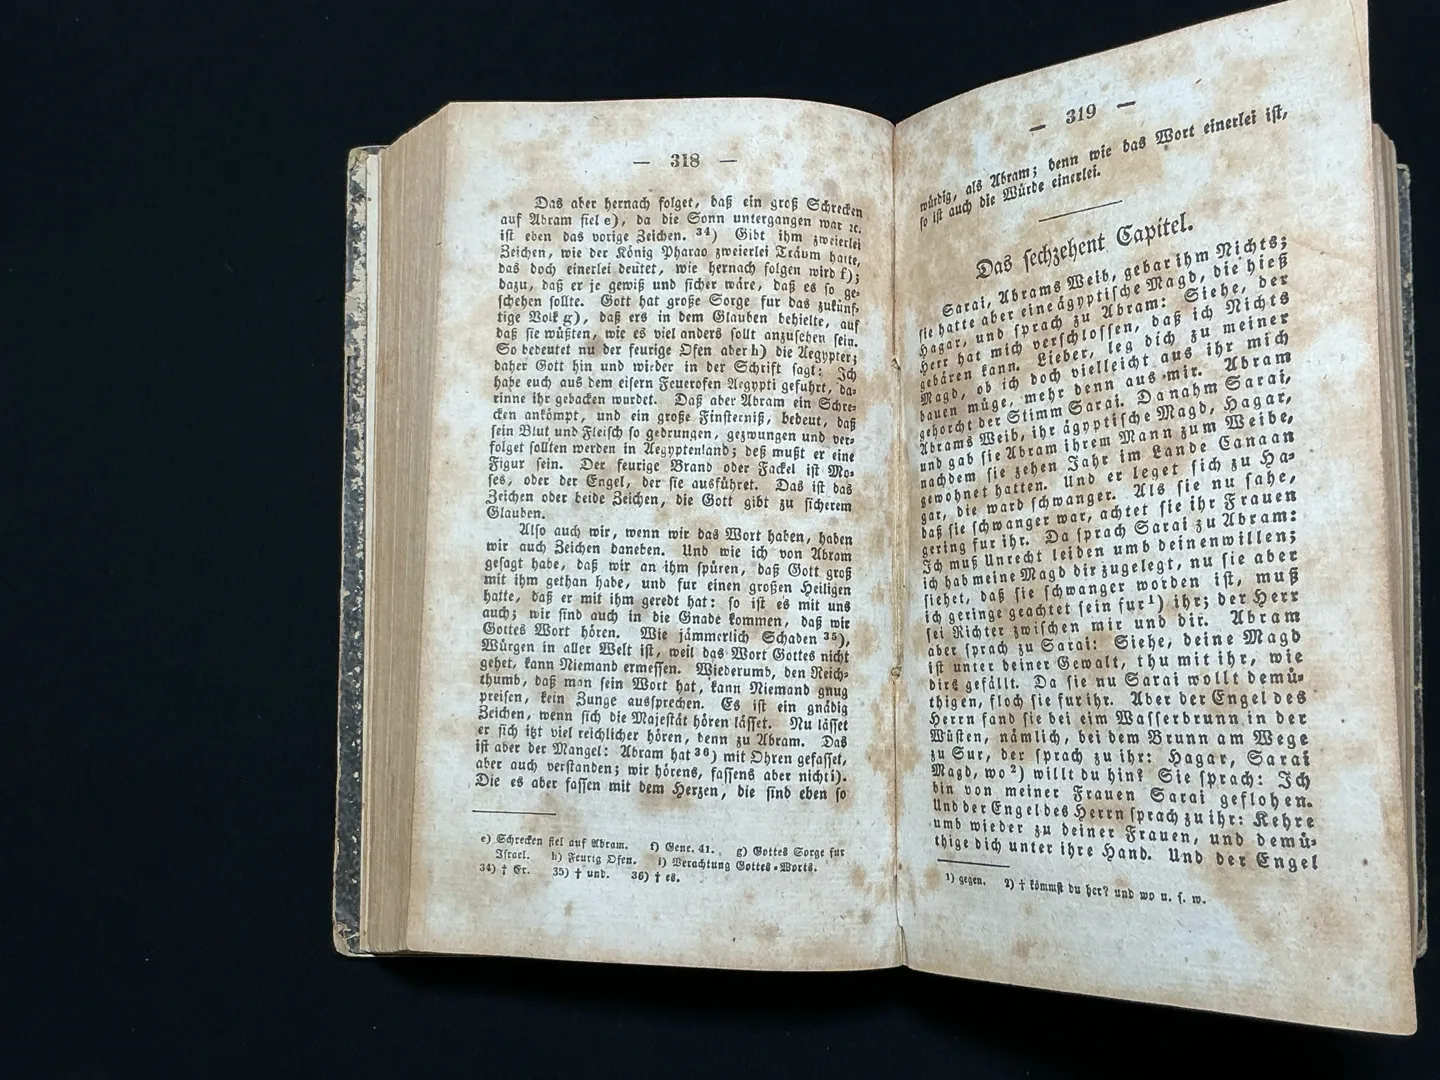 — 318 —
Das aber hernach folget, daß ein groß Schrecken
auf Abram fiel e), da die Sonn untergangen war ꝛc.
ist eben das vorige Zeichen. 34) Gibt ihm zweierlei
Zeichen, wie der König Pharao zweierlei Träum hatte,
das doch einerlei deutet, wie hernach folgen wird f);
dazu, daß er je gewiß und sicher wäre, daß es so ge-
schehen sollte. Gott hat große Sorge fur das zukünf-
tige Volk g), daß ers in dem Glauben behielte, auf
daß sie wüßten, wie es viel anders sollt anzusehen sein.
So bedeutet nu der feurige Ofen aber h) die Aegypter;
daher Gott hin und wieder in der Schrift sagt: Ich
habe euch aus dem eisern Feuerofen Aegypti gefuhrt, da-
rinne ihr gebacken wurdet. Daß aber Abram ein Schre-
cken ankömpt, und ein große Finsterniß, bedeut, daß
sein Blut und Fleisch so gedrungen, gezwungen und ver-
folget sollten werden in Aegyptenland; deß mußt er eine
Figur sein. Der feurige Brand oder Fackel ist Mo-
ses, oder der Engel, der sie ausführet. Das ist das
Zeichen oder beide Zeichen, die Gott gibt zu sicherem
Glauben.
Also auch wir, wenn wir das Wort haben, haben
wir auch Zeichen daneben. Und wie ich von Abram
gesagt habe, daß wir an ihm spüren, daß Gott groß
mit ihm gethan habe, und fur einen großen Heiligen
hatte, daß er mit ihm geredt hat: so ist es mit uns
auch; wir sind auch in die Gnade kommen, daß wir
Gottes Wort hören. Wie jämmerlich Schaden 35),
Würgen in aller Welt ist, weil das Wort Gottes nicht
gehet, kann Niemand ermessen. Wiederumb, den Reich-
thumb, daß man sein Wort hat, kann Niemand gnug
preisen, kein Zunge aussprechen. Es ist ein gnädig
Zeichen, wenn sich die Majestät hören lässet. Nu lässet
er sich itzt viel reichlicher hören, denn zu Abram. Das
ist aber der Mangel: Abram hat 36) mit Ohren gefasset,
aber auch verstanden; wir hörens, fassens aber nicht i).
Die es aber fassen mit dem Herzen, die sind eben so
e) Schrecken fiel auf Abram. f) Gene. 41. g) Gottes Sorge fur
Israel. h) Feurig Ofen. i) Verachtung Gottes-Worts.
34) † Er. 35) † und. 36) † es.
— 319 —
würdig, als Abram; denn wie das Wort einerlei ist,
so ist auch die Würde einerlei.
Das sechzehent Capitel.
Sarai, Abrams Weib, gebar ihm Nichts;
sie hatte aber eine ägyptische Magd, die hieß
Hagar, und sprach zu Abram: Siehe, der
Herr hat mich verschlossen, daß ich Nichts
gebären kann. Lieber, leg dich zu meiner
Magd, ob ich doch vielleicht aus ihr mich
bauen müge, mehr denn aus mir. Abram
gehorcht der Stimm Sarai. Da nahm Sarai,
Abrams Weib, ihr ägyptische Magd, Hagar,
und gab sie Abram ihrem Mann zum Weibe,
nachdem sie zehen Jahr im Lande Canaan
gewohnet hatten. Und er leget sich zu Ha-
gar, die ward schwanger. Als sie nu sahe,
daß sie schwanger war, achtet sie ihr Frauen
gering fur ihr. Da sprach Sarai zu Abram:
Ich muß Unrecht leiden umb deinenwillen;
ich hab meine Magd dir zugelegt, nu sie aber
siehet, daß sie schwanger worden ist, muß
ich geringe geachtet sein fur 1) ihr; der Herr
sei Richter zwischen mir und dir. Abram
aber sprach zu Sarai: Siehe, deine Magd
ist unter deiner Gewalt, thu mit ihr, wie
dirs gefällt. Da sie nu Sarai wollt demü-
thigen, floch sie fur ihr. Aber der Engel des
Herrn fand sie bei eim Wasserbrunn in der
Wüsten, nämlich, bei dem Brunn am Wege
zu Sur, der sprach zu ihr: Hagar, Sarai
Magd, wo 2) willt du hin? Sie sprach: Ich
bin von meiner Frauen Sarai geflohen.
Und der Engel des Herrn sprach zu ihr: Kehre
umb wieder zu deiner Frauen, und demü-
thige dich unter ihre Hand. Und der Engel
1) gegen. 2) † kömmst du her? und wo u. s. w.